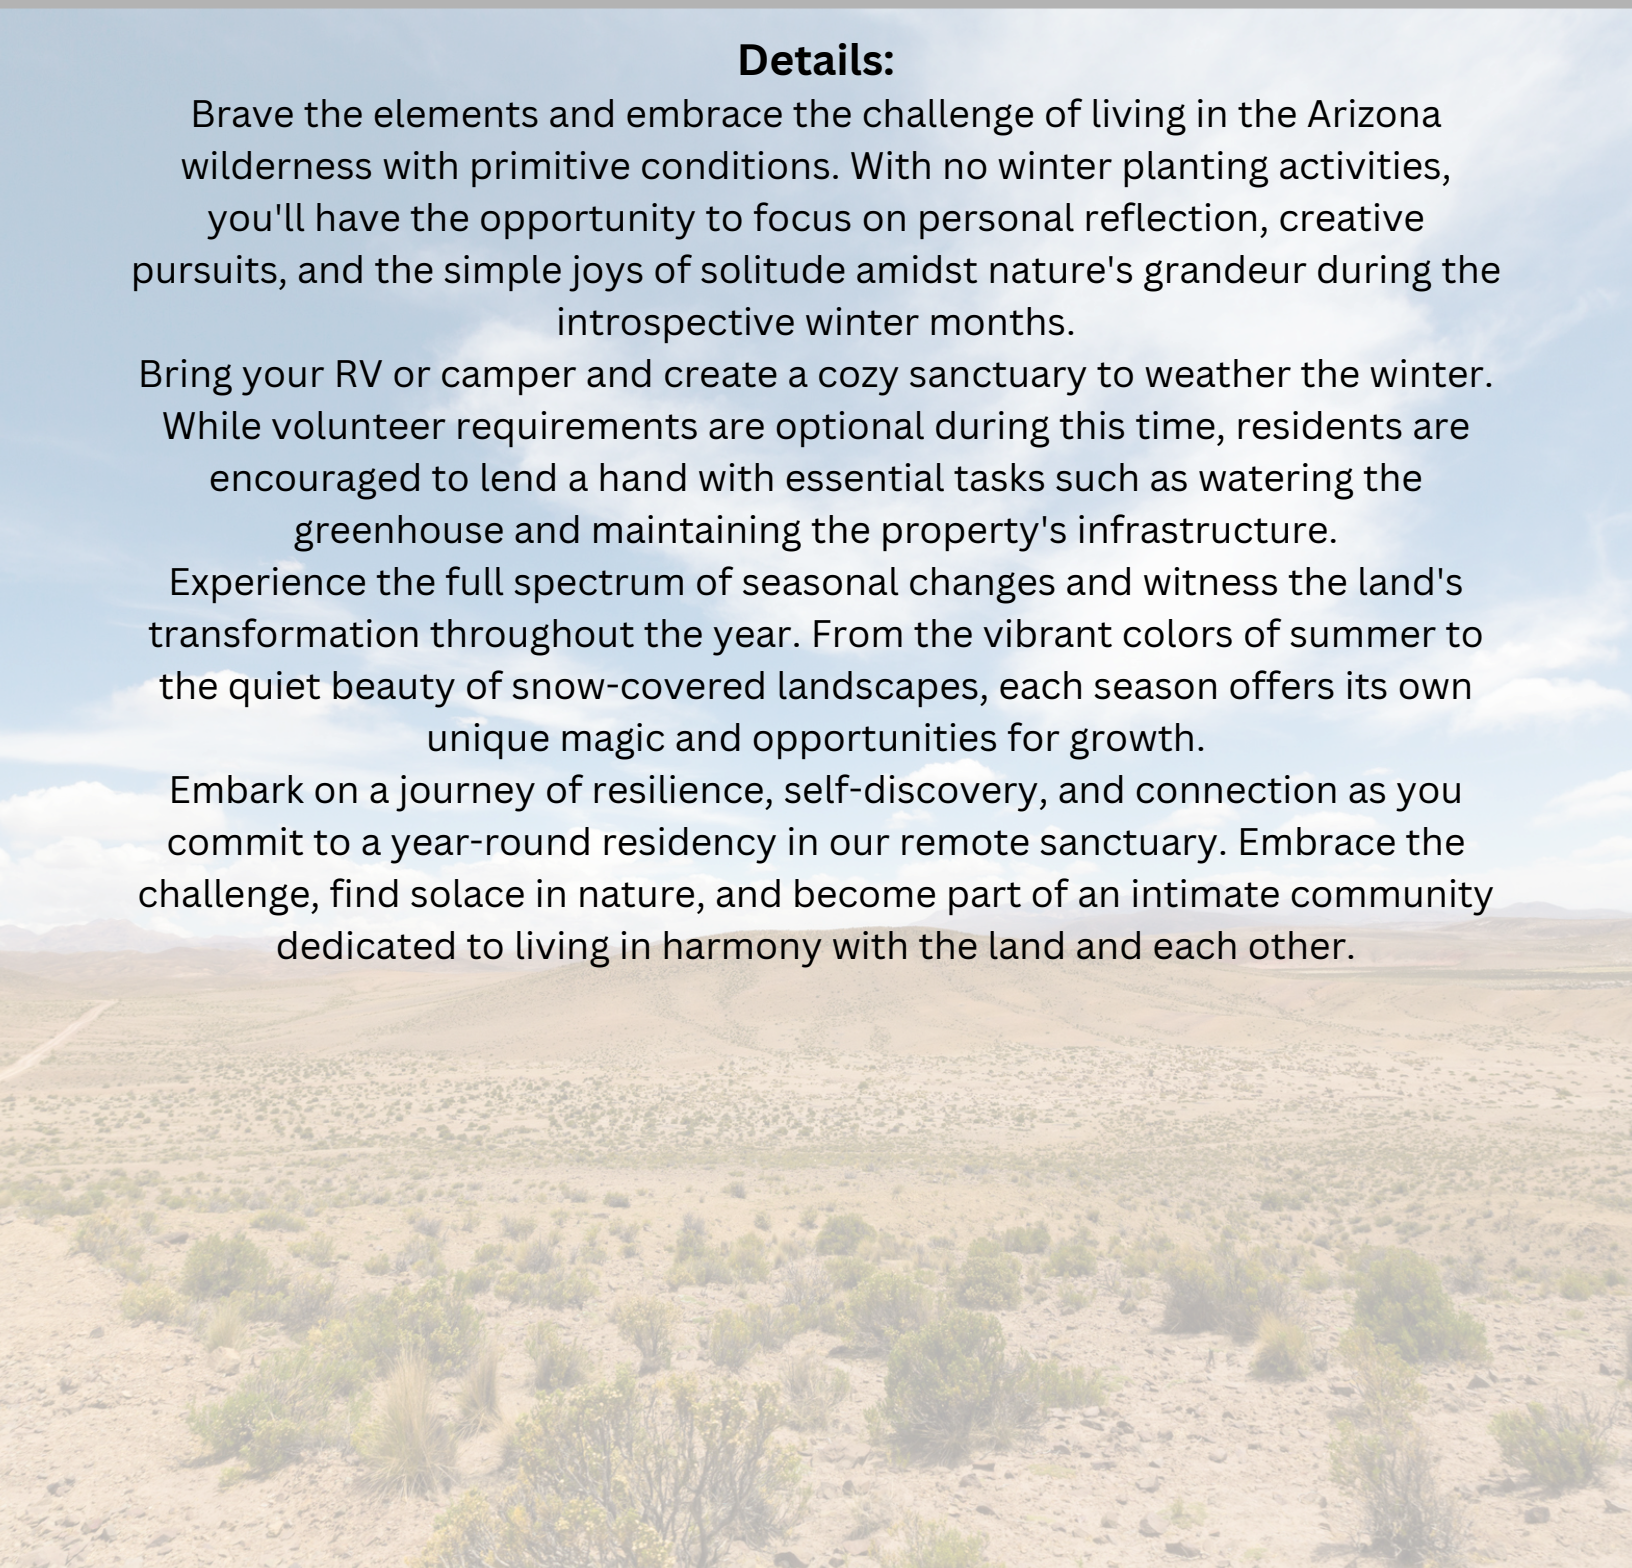 Details:
Brave the elements and embrace the challenge of living in the Arizona
wilderness with primitive conditions. With no winter planting activities,
you'll have the opportunity to focus on personal reflection, creative
pursuits, and the simple joys of solitude amidst nature's grandeur during the
introspective winter months.
Bring your RV or camper and create a cozy sanctuary to weather the winter.
While volunteer requirements are optional during this time, residents are
encouraged to lend a hand with essential tasks such as watering the
greenhouse and maintaining the property's infrastructure.
Experience the full spectrum of seasonal changes and witness the land's
transformation throughout the year. From the vibrant colors of summer to
the quiet beauty of snow-covered landscapes, each season offers its own
unique magic and opportunities for growth.
Embark on a journey of resilience, self-discovery, and connection as you
commit to a year-round residency in our remote sanctuary. Embrace the
challenge, find solace in nature, and become part of an intimate community
dedicated to living in harmony with the land and each other.